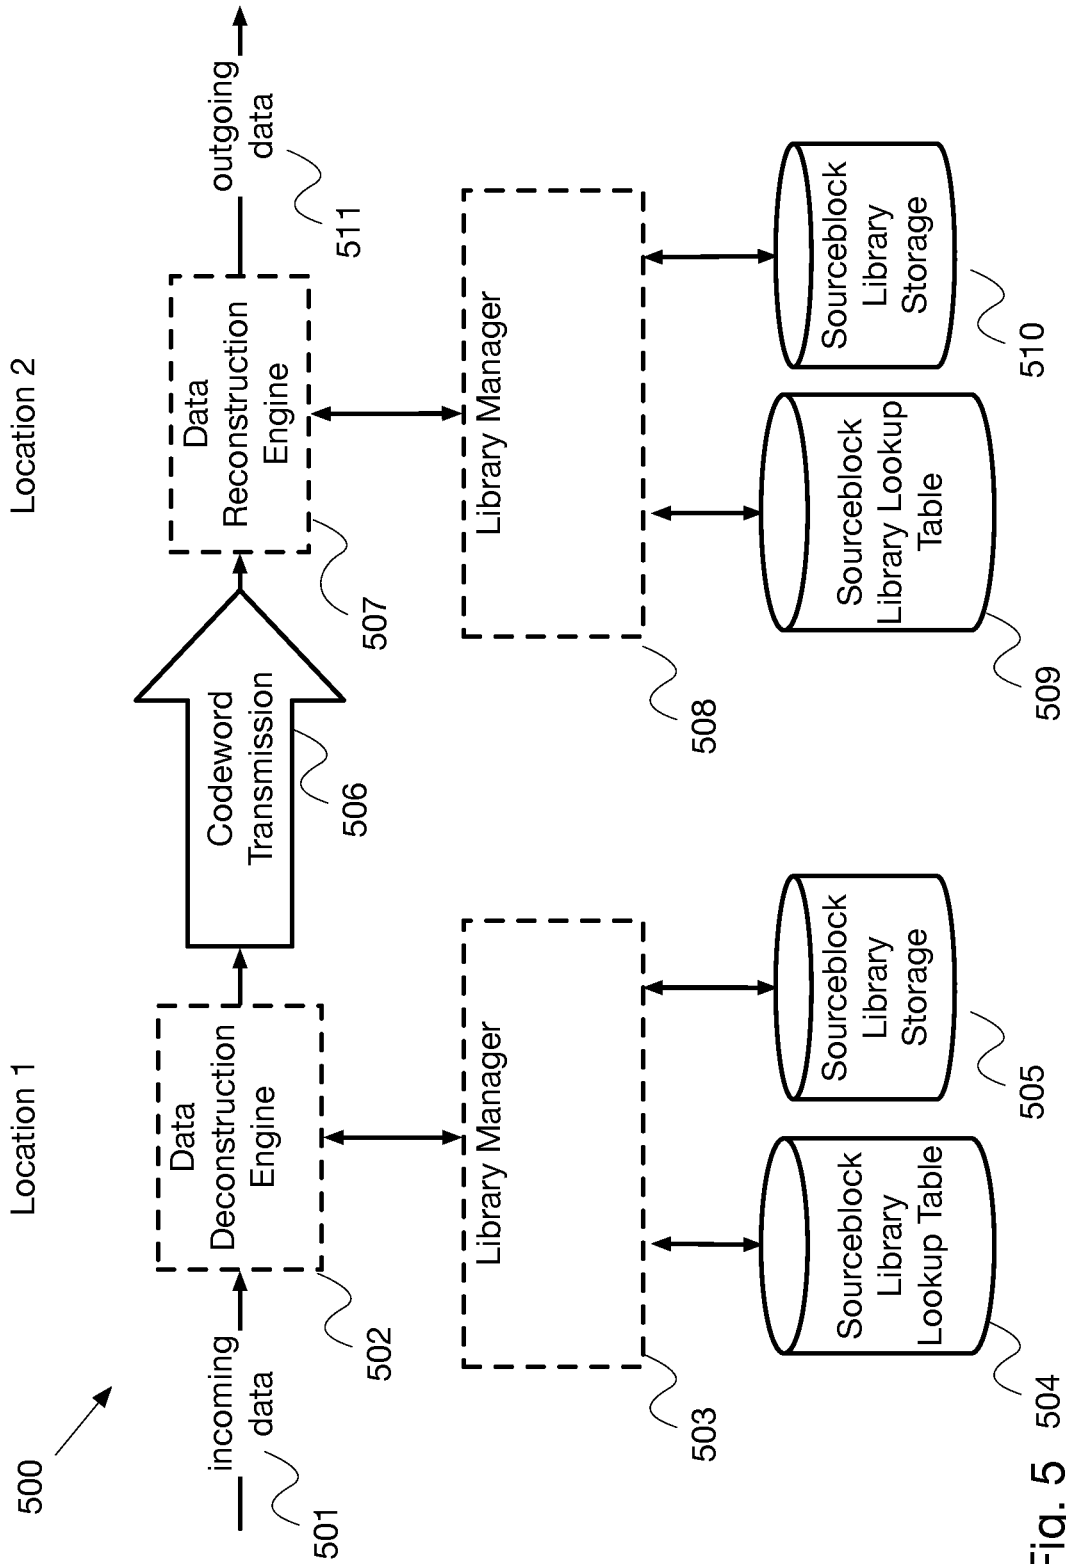 500
Location 1
Location 2
incoming
data
501
Data
Deconstruction
Engine
502
Codeword
Transmission
506
Data
Reconstruction
Engine
507
outgoing
data
511
Library Manager
503
Library Manager
508
Sourceblock
Library
Lookup Table
504
Sourceblock
Library
Storage
505
Sourceblock
Library Lookup
Table
509
Sourceblock
Library
Storage
510
Fig. 5